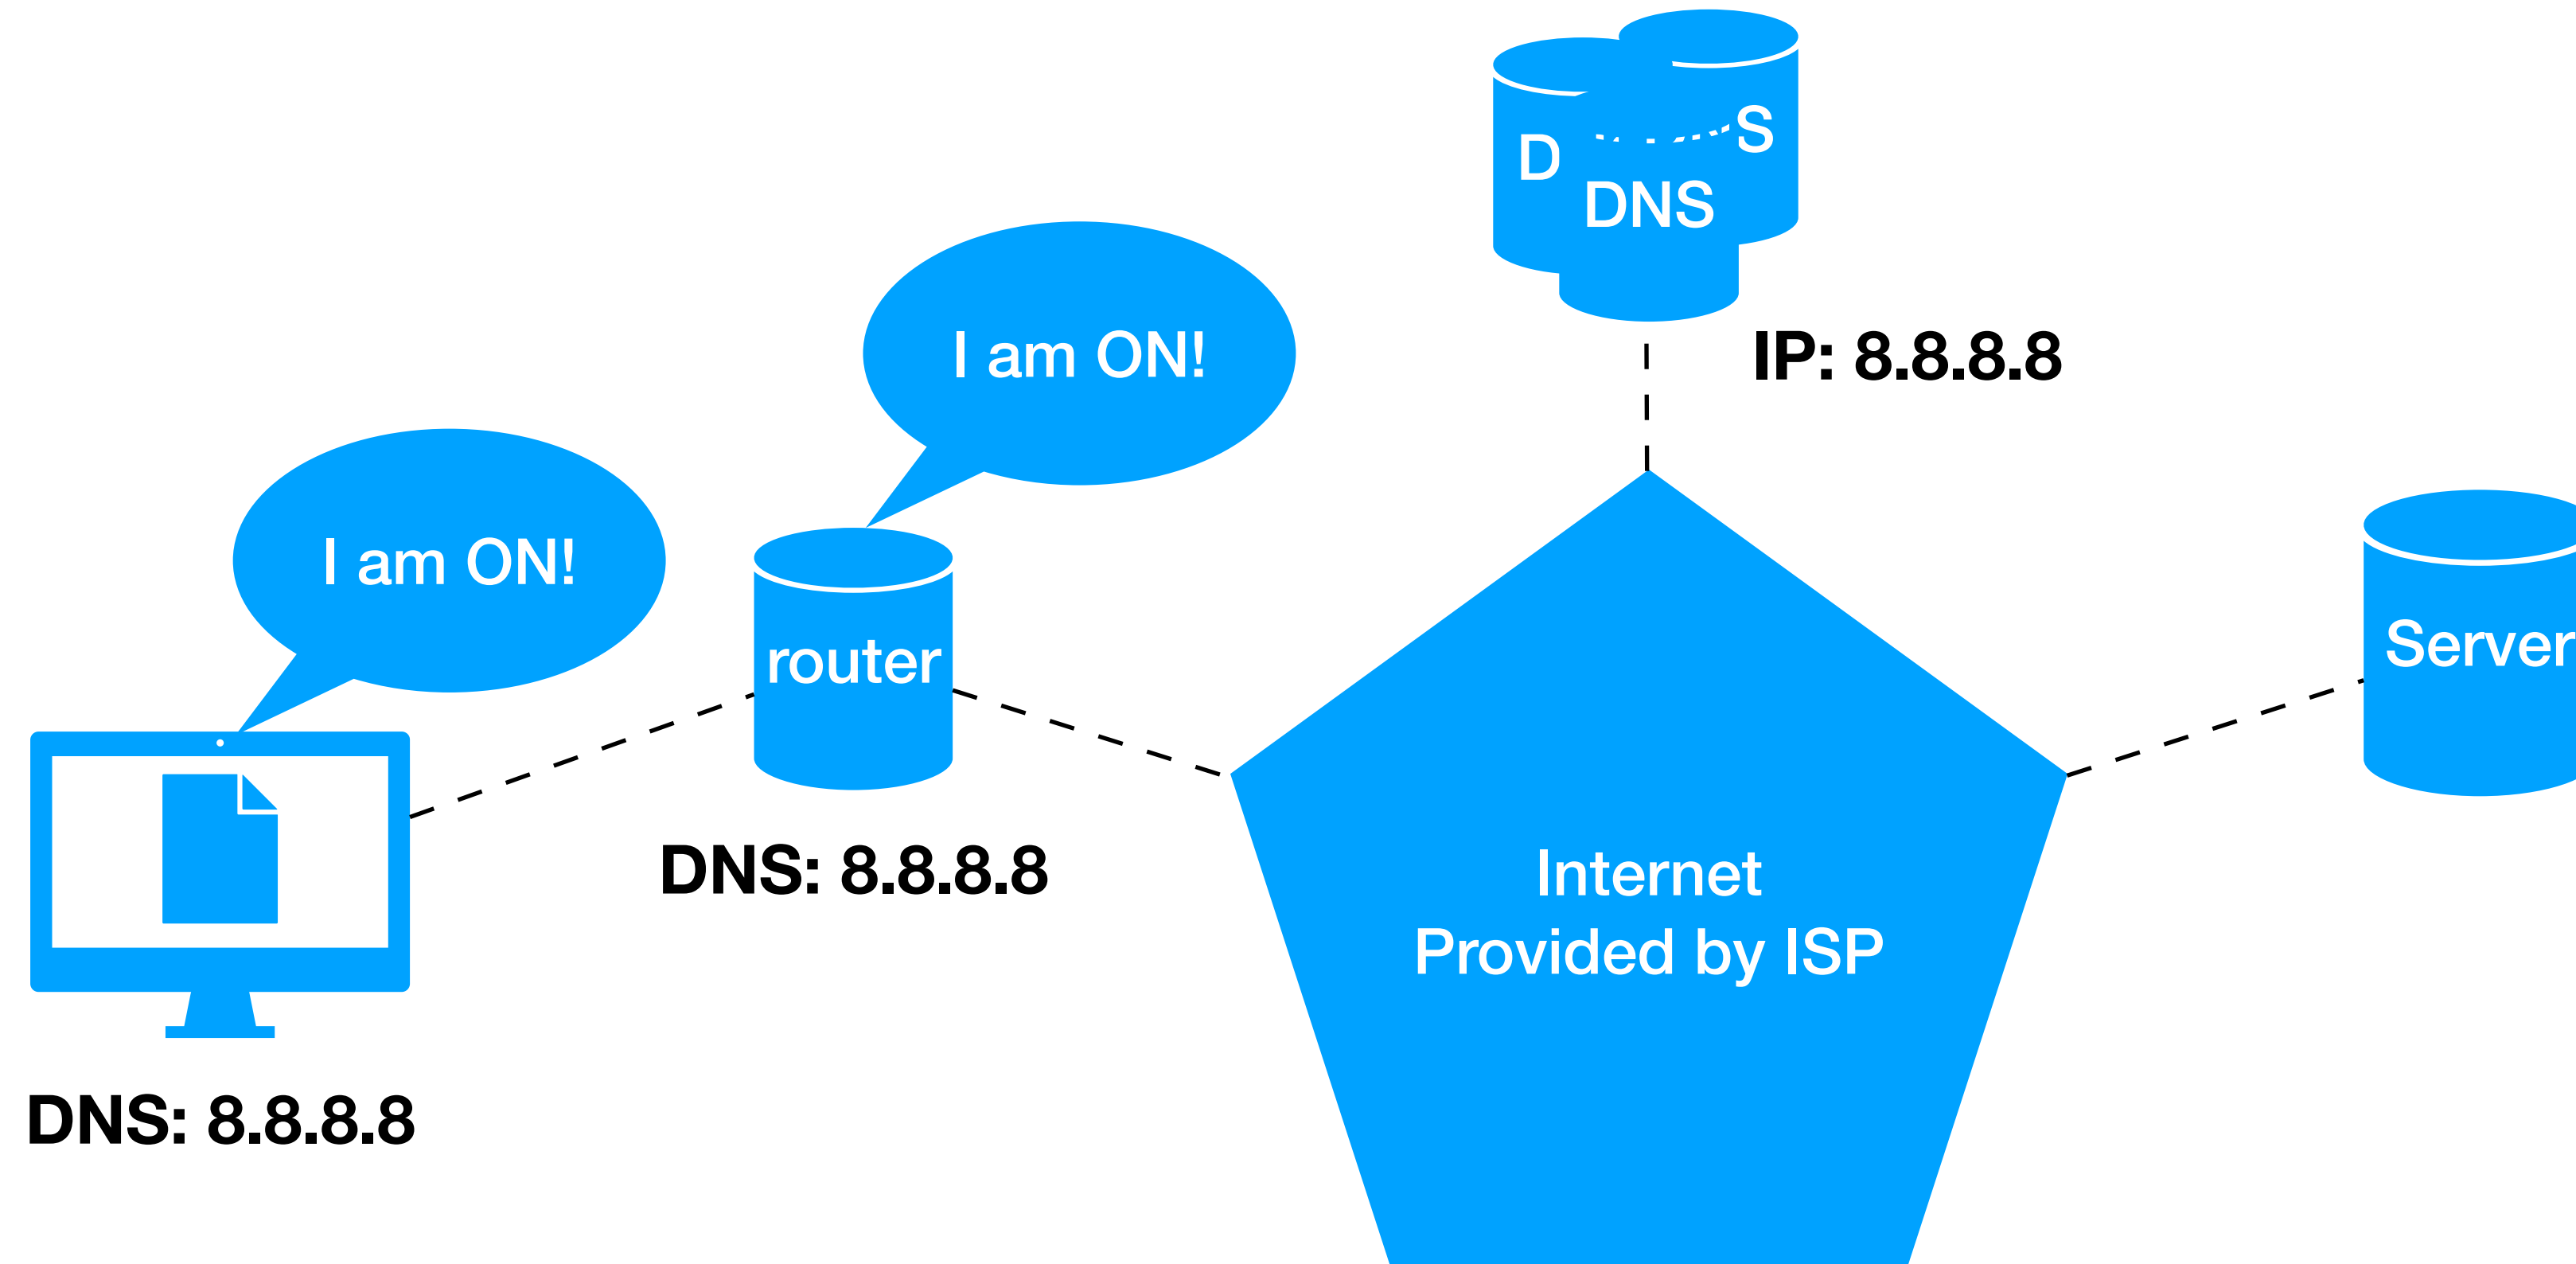 D
S
DNS
I am ON!
IP: 8.8.8.8
I am ON!
router
Server
DNS: 8.8.8.8
Internet
Provided by ISP
DNS: 8.8.8.8